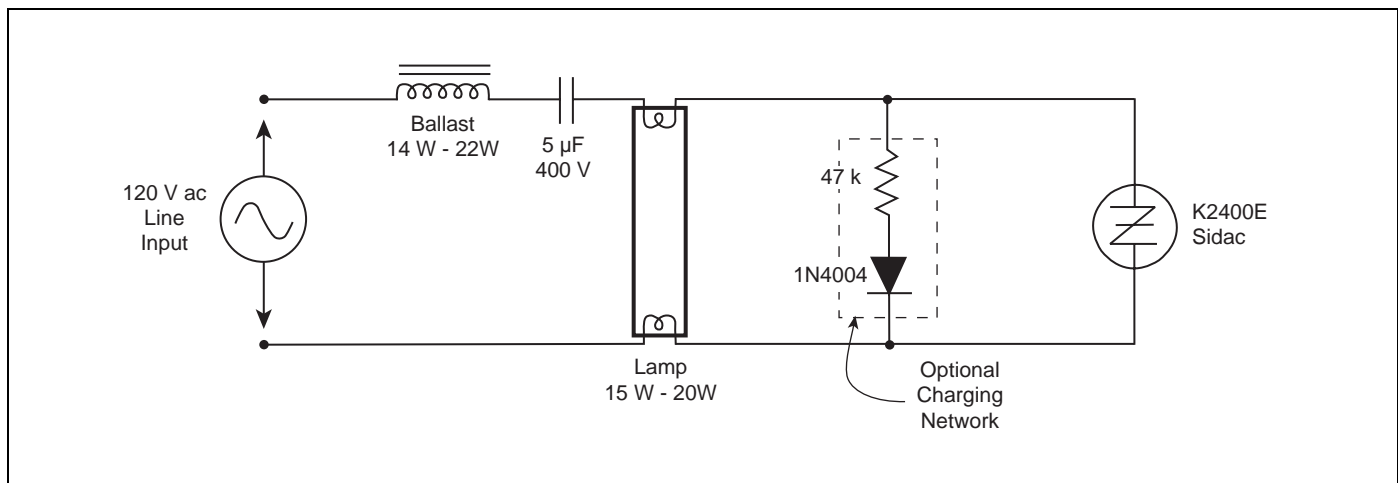 Ballast
14 W - 22W
5 µF
400 V
120 V ac
Line
Input
47 k
1N4004
K2400E
Sidac
Lamp
15 W - 20W
Optional
Charging
Network